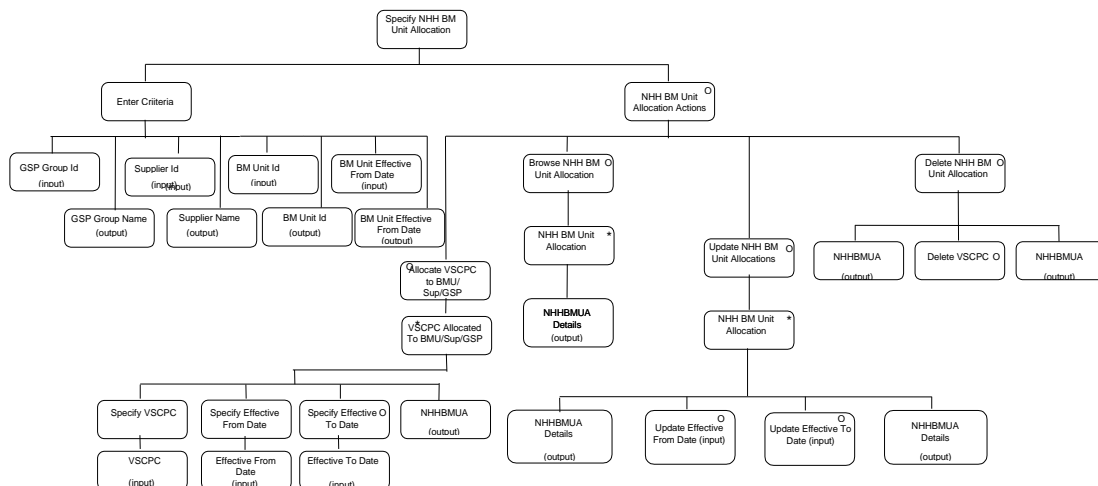 Specify NHH BM
Unit Allocation
Enter Criiteria
NHH BM Unit O
Allocation Actions
GSP Group Id
(input)
Supplier Id
(input)
(input)
BM Unit Id
(input)
BM Unit Effective
From Date
(input)
GSP Group Name
(output)
Supplier Name
(output)
BM Unit Id
(output)
BM Unit Effective
From Date
(output)
Browse NHH BM O
Unit Allocation
Delete NHH BM O
Unit Allocation
NHH BM Unit *
Allocation
Update NHH BM O
Unit Allocations
NHHBMUA
(output)
Delete VSCPC O
NHHBMUA
(output)
O
Allocate VSCPC
to BMU/
Sup/GSP
NHHBMUA
Details
(output)
NHH BM Unit *
Allocation
*
VSCPC Allocated
To BMU/Sup/GSP
Specify VSCPC
Specify Effective
From Date
Specify Effective O
To Date
NHHBMUA
(output)
NHHBMUA
Details
(output)
O
Update Effective
From Date (input)
O
Update Effective To
Date (input)
NHHBMUA
Details
(output)
VSCPC
(input)
Effective From
Date
(input)
Effective To Date
(input)